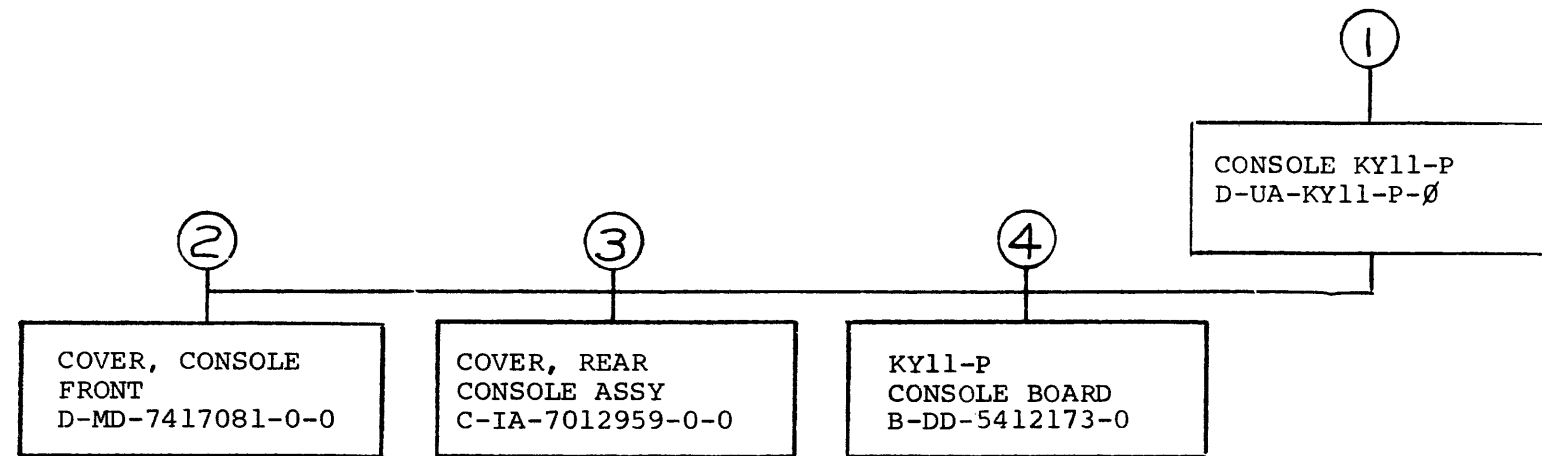 1
CONSOLE KY11-P
D-UA-KY11-P-Ø
2
3
4
COVER, CONSOLE
FRONT
D-MD-7417081-0-0
COVER, REAR
CONSOLE ASSY
C-IA-7012959-0-0
KY11-P
CONSOLE BOARD
B-DD-5412173-0